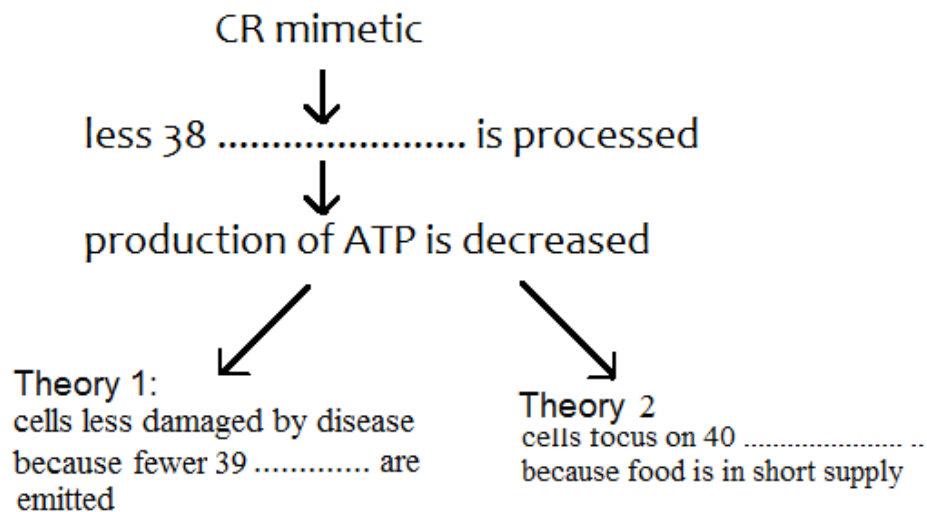 CR mimetic
less 38 ....................... is processed
production of ATP is decreased
Theory 1:
cells less damaged by disease
because fewer 39 ............. are
emitted
Theory 2
cells focus on 40 ...................... ..
because food is in short supply